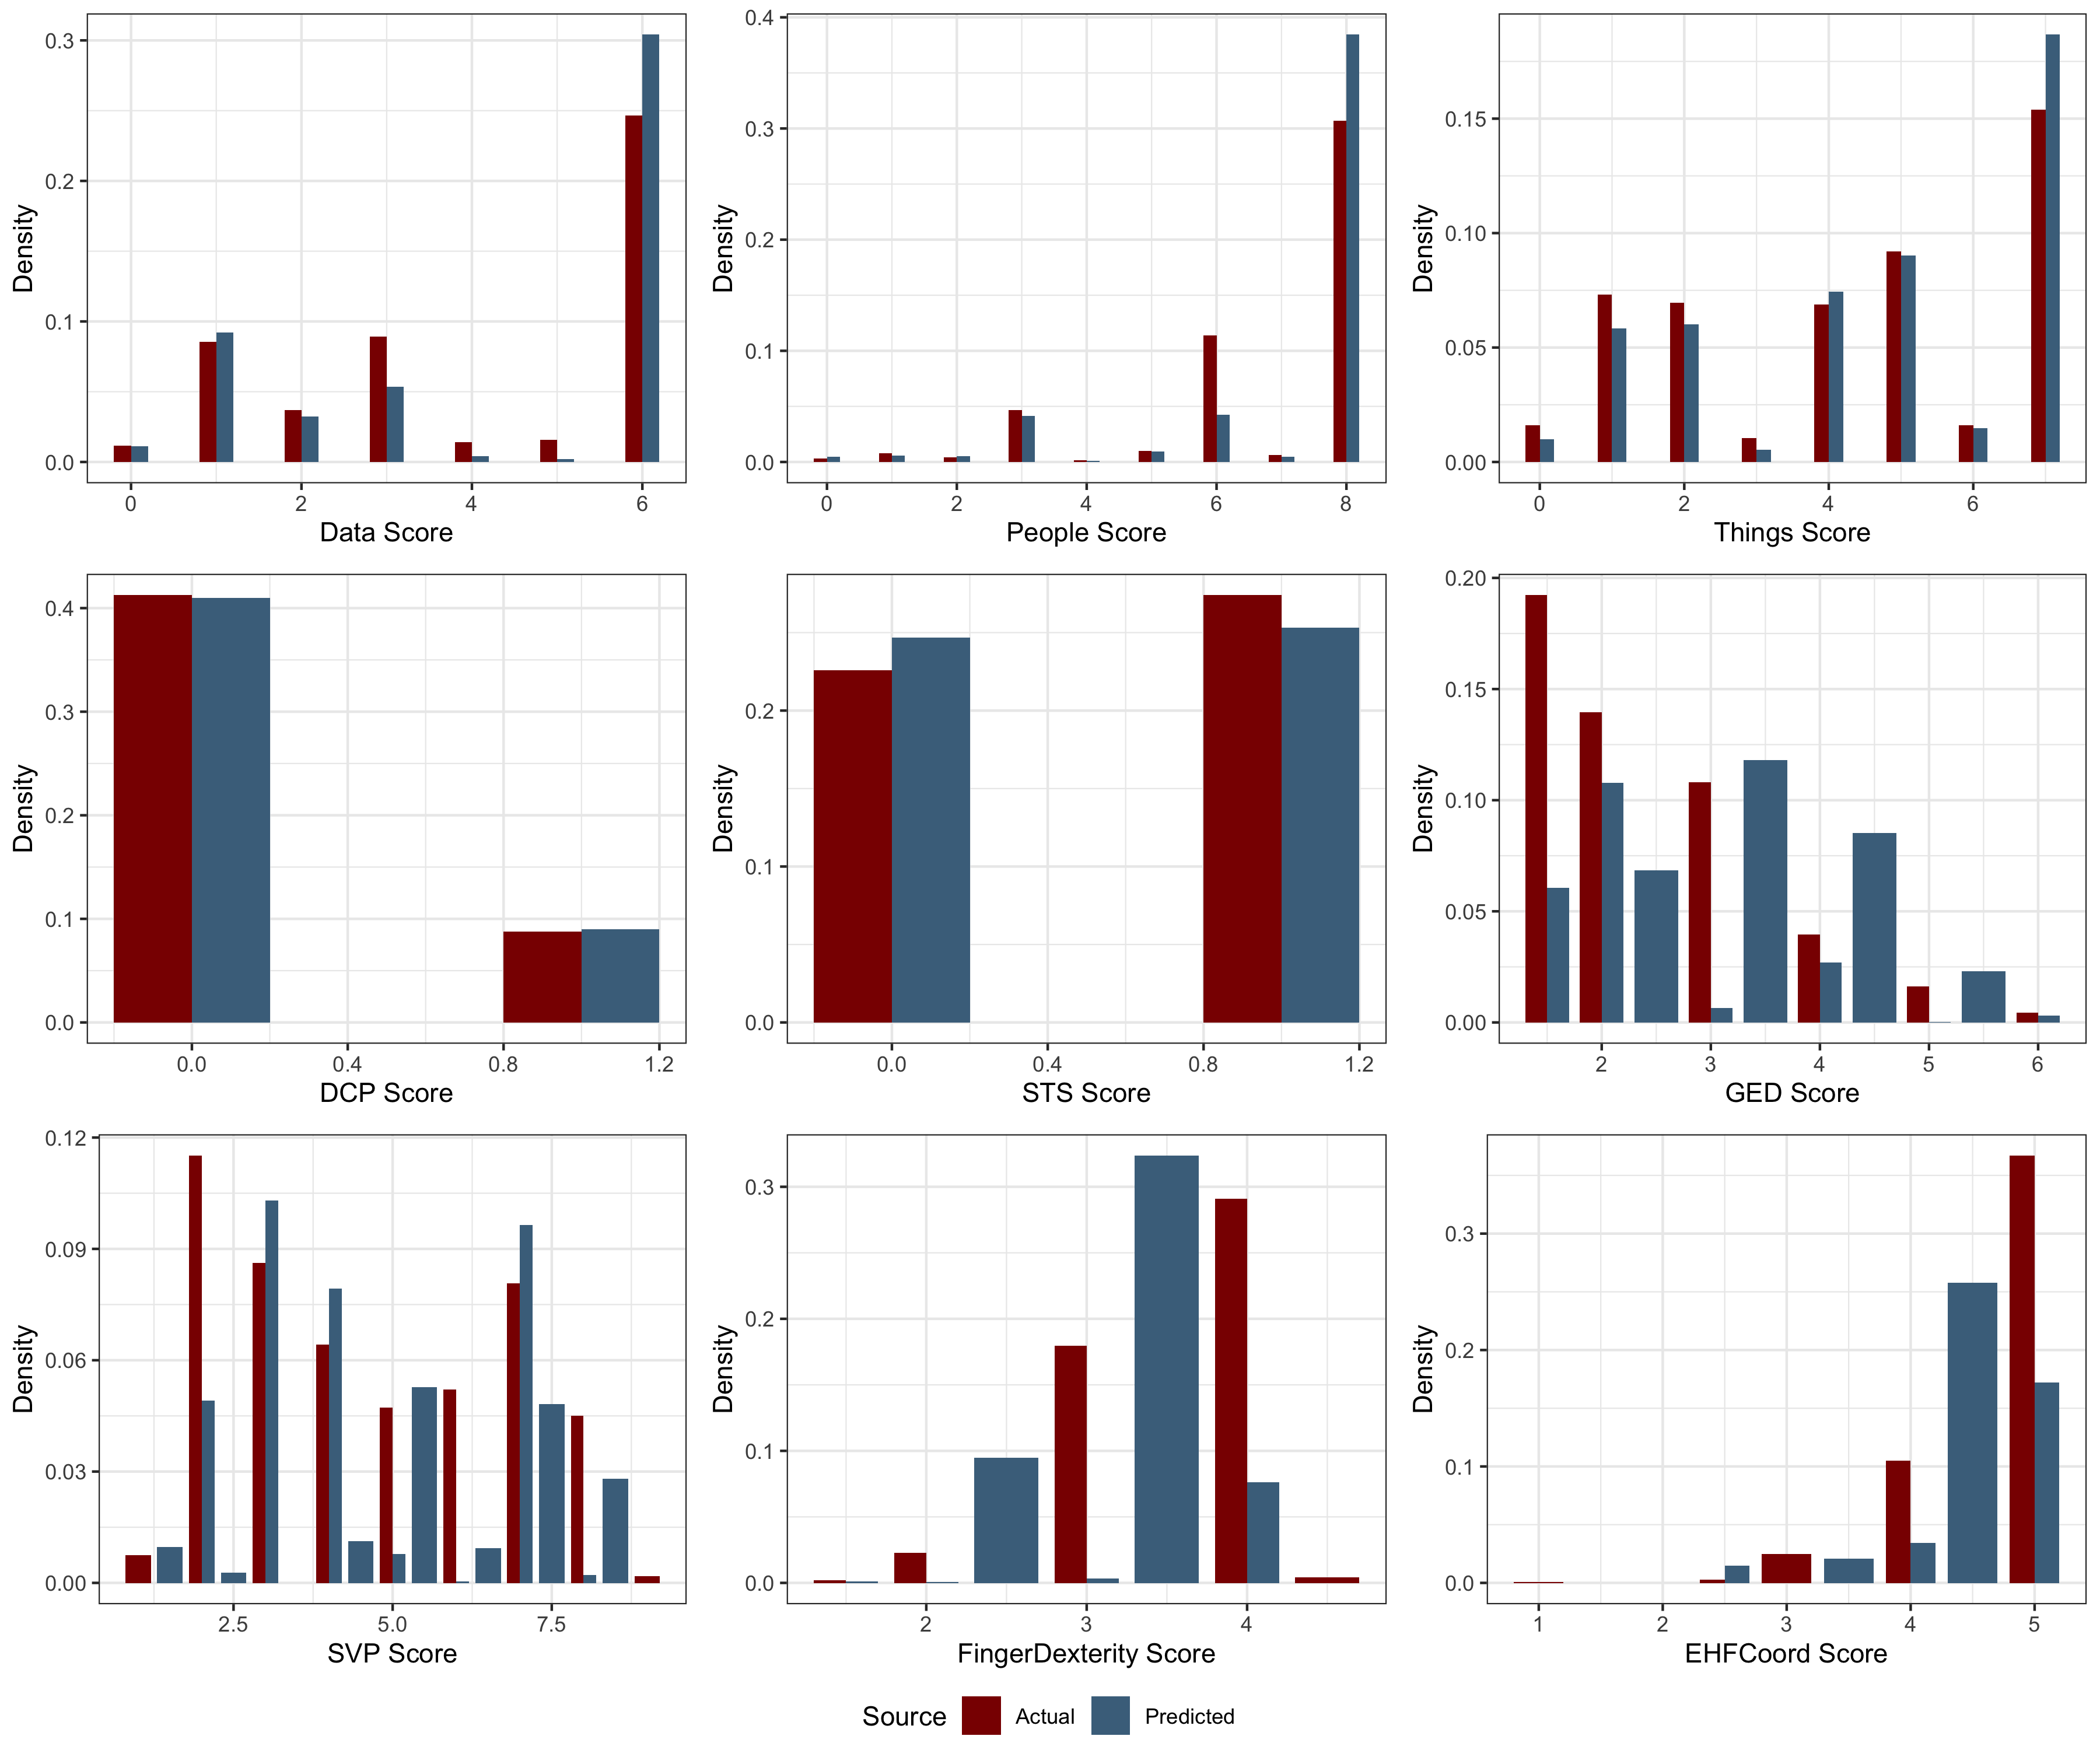 0.3
0.2
0.1
0.0
Density
0 2 4 6
Data Score
0.4
0.3
0.2
0.1
0.0
Density
0 2 4 6 8
People Score
0.15
0.10
0.05
0.00
Density
0 2 4 6
Things Score
0.4
0.3
0.2
0.1
0.0
Density
0.0 0.4 0.8 1.2
DCP Score
0.2
0.1
0.0
Density
0.0 0.4 0.8 1.2
STS Score
0.20
0.15
0.10
0.05
0.00
Density
2 3 4 5 6
GED Score
0.12
0.09
0.06
0.03
0.00
Density
2.5 5.0 7.5
SVP Score
0.3
0.2
0.1
0.0
Density
2 3 4
FingerDexterity Score
0.3
0.2
0.1
0.0
Density
1 2 3 4 5
EHFCoord Score
Source Actual Predicted